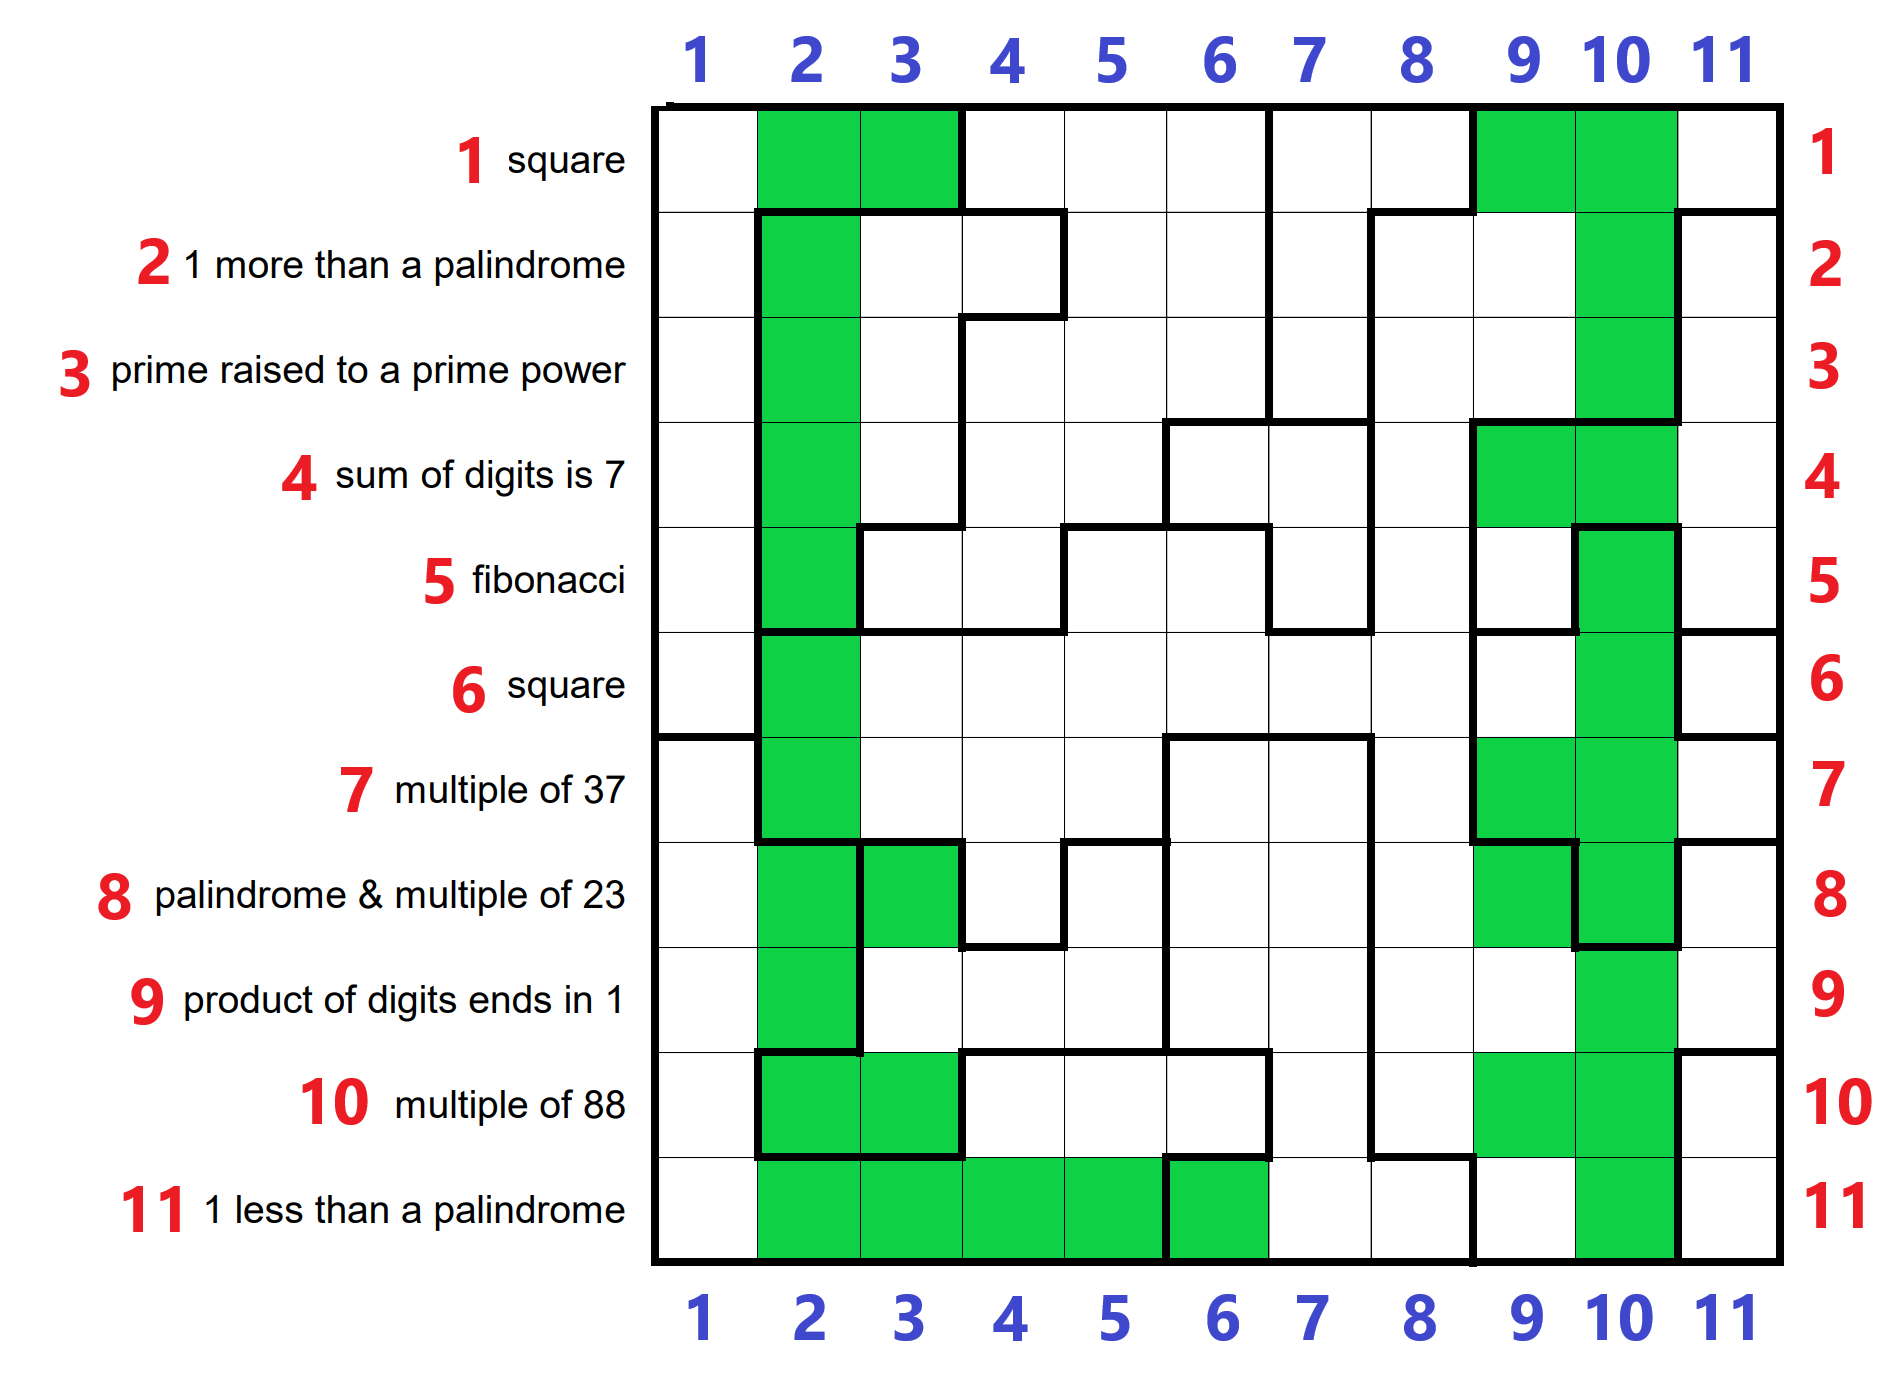 1 2 3 4 5 6 7 8 9 10 11
1 square 1
2 1 more than a palindrome 2
3 prime raised to a prime power 3
4 sum of digits is 7 4
5 fibonacci 5
6 square 6
7 multiple of 37 7
8 palindrome & multiple of 23 8
9 product of digits ends in 1 9
10 multiple of 88 10
11 1 less than a palindrome 11
1 2 3 4 5 6 7 8 9 10 11